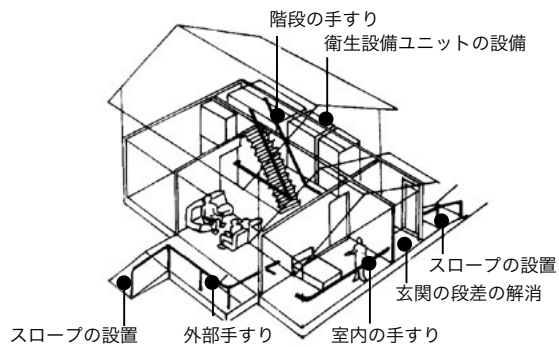 階段の手すり
衛生設備ユニットの設備
スロープの設置
玄関の段差の解消
スロープの設置
外部手すり
室内の手すり